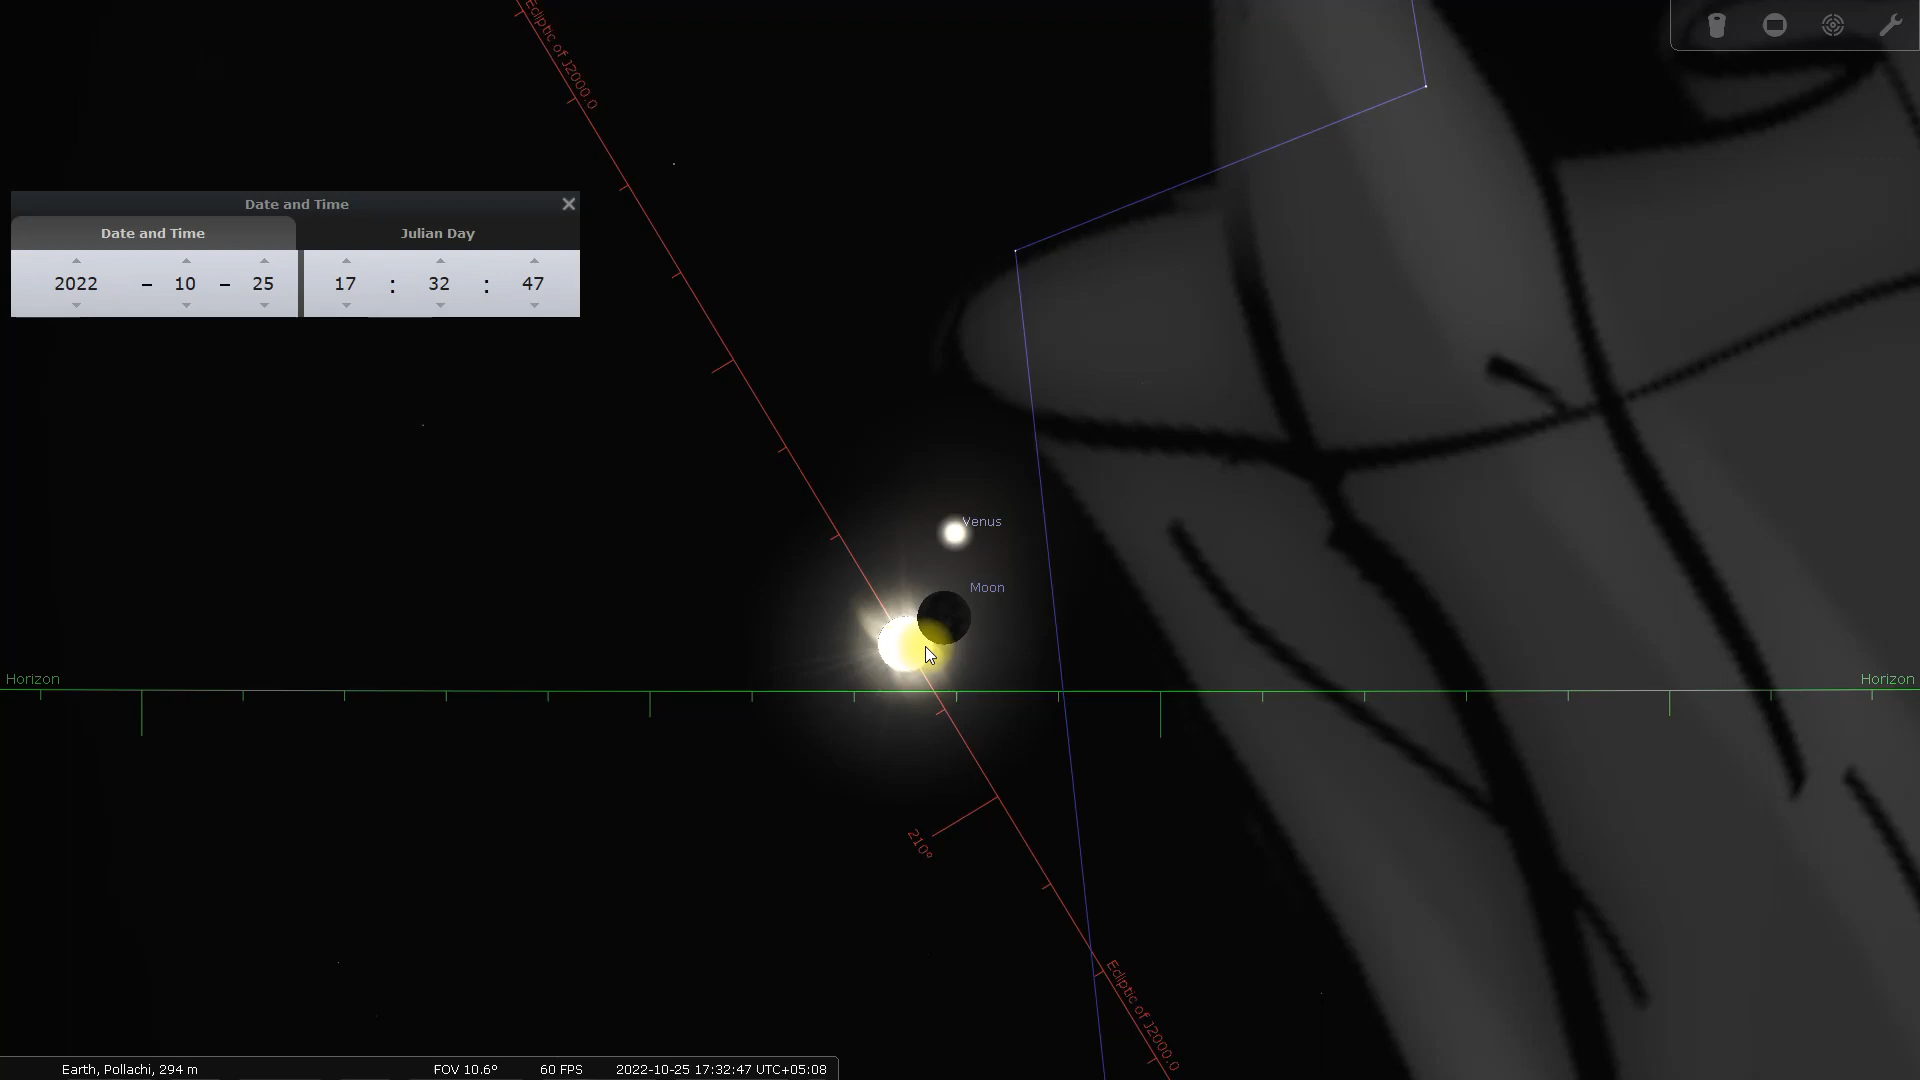 Ecliptic of J2000.0
Date and Time
Date and Time
Julian Day
2022 – 10 – 25 17 : 32 : 47
Venus
Moon
Horizon
Horizon
210°
Ecliptic of J2000.0
Earth, Pollachi, 294 m FOV 10.6° 60 FPS 2022-10-25 17:32:47 UTC+05:08